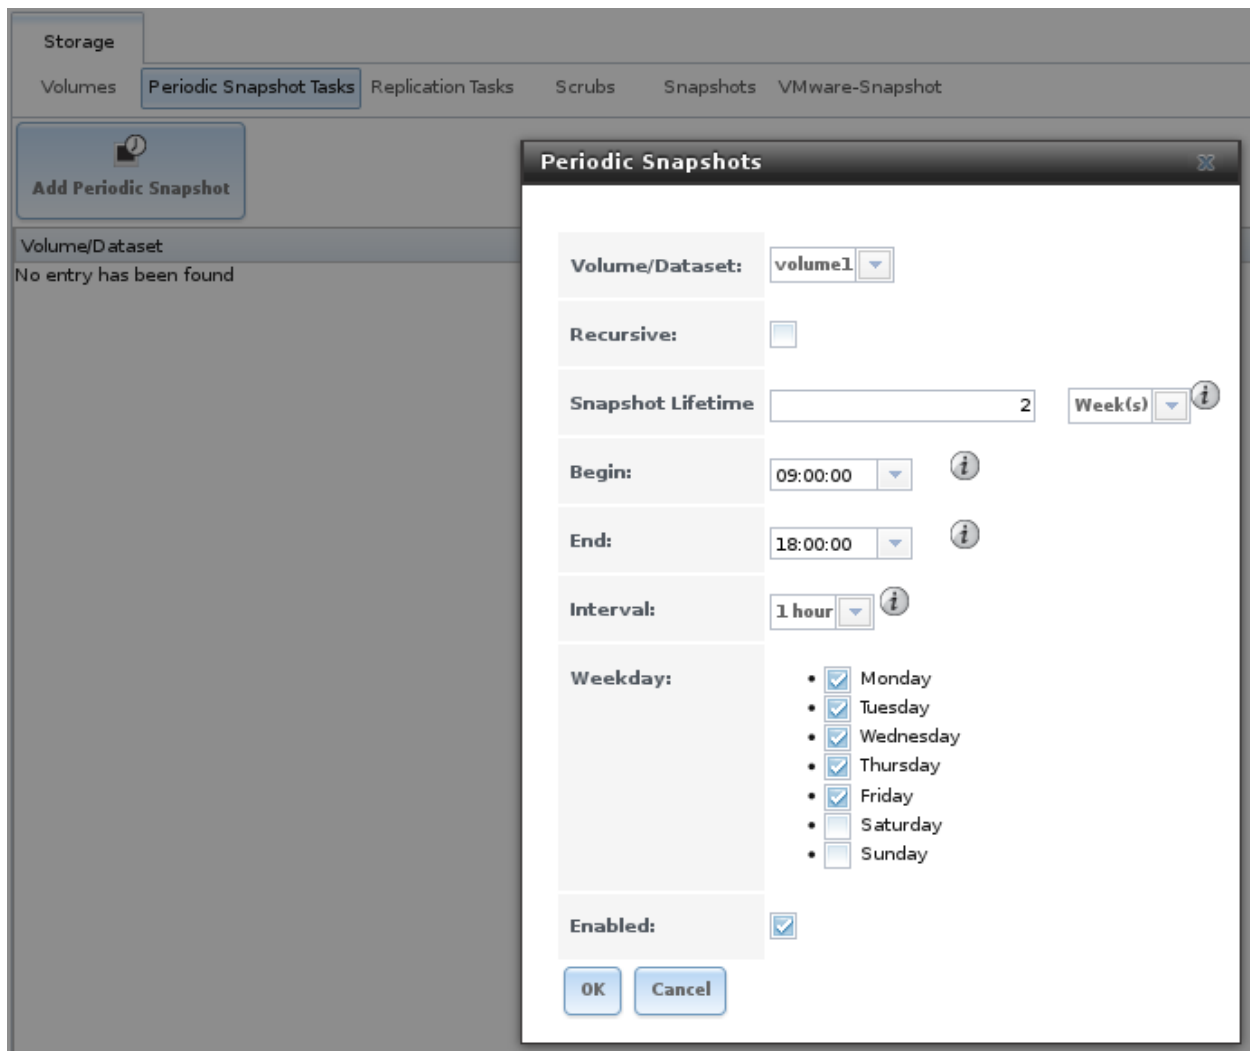 Storage
Volumes Periodic Snapshot Tasks Replication Tasks Scrubs Snapshots VMware-Snapshot
Add Periodic Snapshot
Volume/Dataset
No entry has been found
Periodic Snapshots
Volume/Dataset: volume1
Recursive:
Snapshot Lifetime 2 Week(s)
Begin: 09:00:00
End: 18:00:00
Interval: 1 hour
Weekday:
• Monday
• Tuesday
• Wednesday
• Thursday
• Friday
• Saturday
• Sunday
Enabled:
OK Cancel